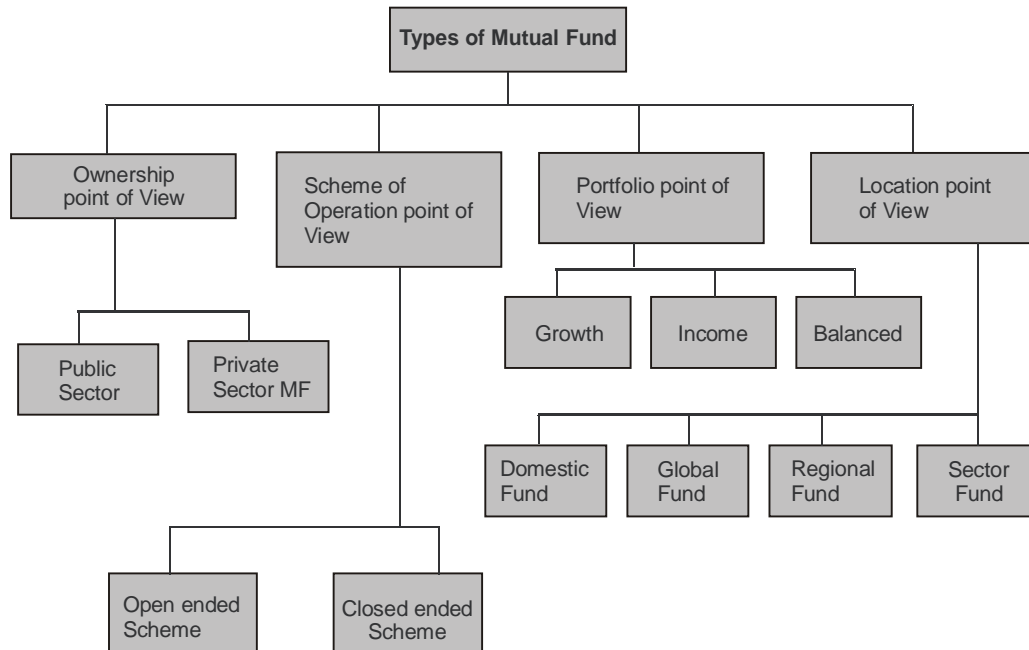 Types of Mutual Fund
Ownership
point of View
Scheme of
Operation point of
View
Portfolio point of
View
Location point
of View
Growth
Income
Balanced
Public
Sector
Private
Sector MF
Domestic
Fund
Global
Fund
Regional
Fund
Sector
Fund
Open ended
Scheme
Closed ended
Scheme